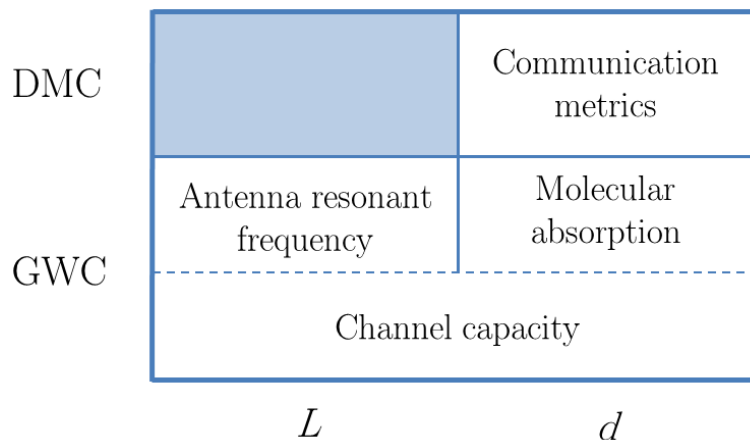 DMC
Communication
metrics
Antenna resonant
frequency
Molecular
absorption
GWC
Channel capacity
L
d